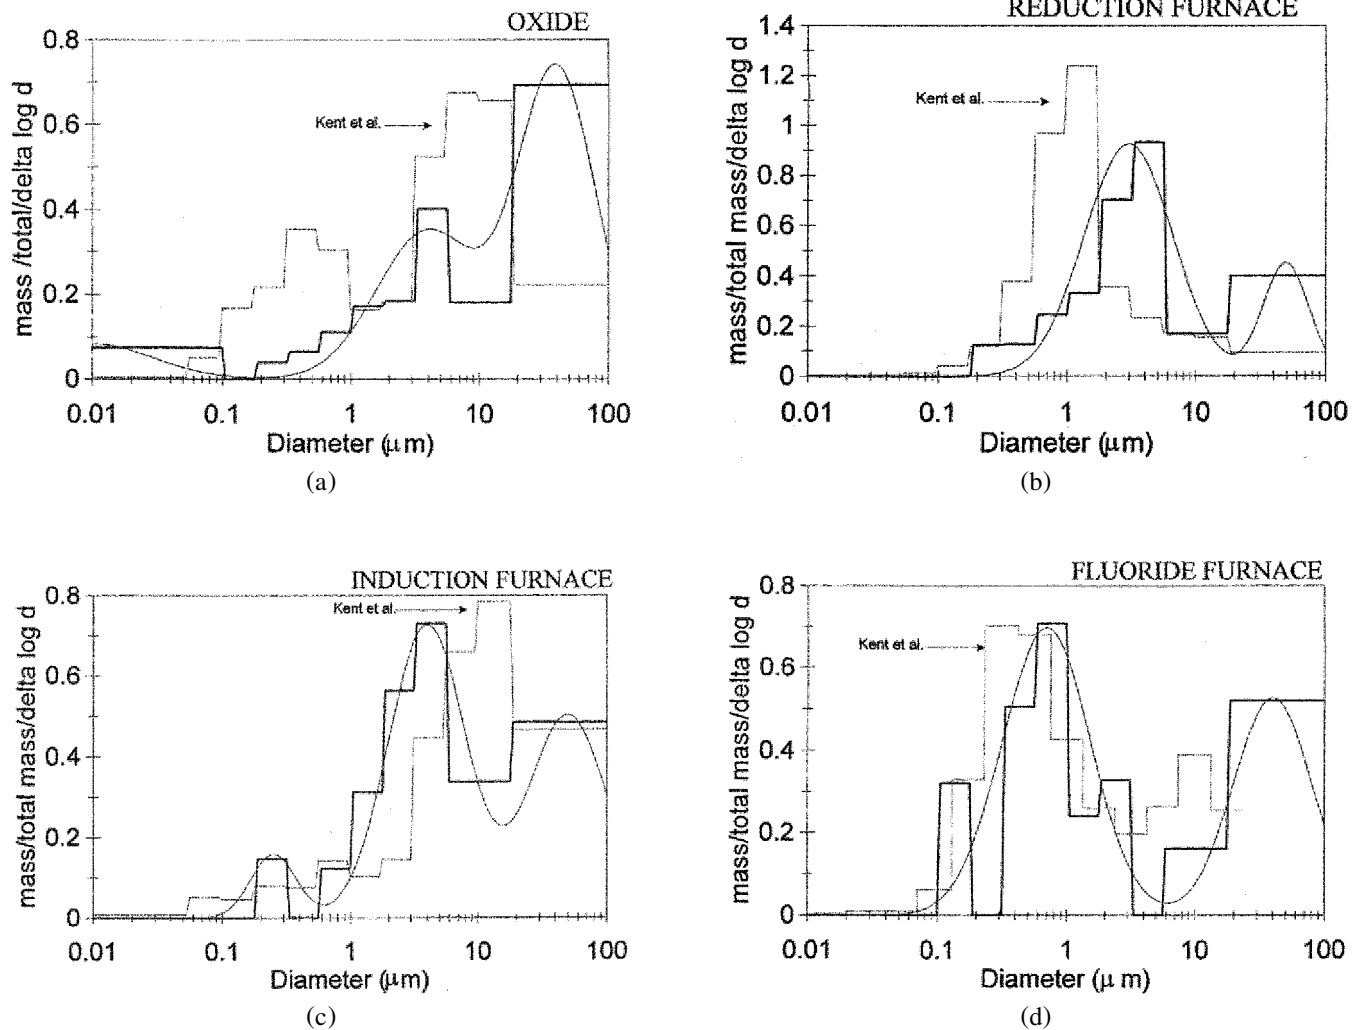 OXIDE
mass /total/delta log d
0.8
0.6
0.4
0.2
0
Kent et al.
0.01 0.1 1 10 100
Diameter (μm)
(a)
REDUCTION FURNACE
mass/total mass/delta log d
1.4
1.2
1
0.8
0.6
0.4
0.2
0
Kent et al.
0.01 0.1 1 10 100
Diameter (μm)
(b)
INDUCTION FURNACE
mass/total mass/delta log d
0.8
0.6
0.4
0.2
0
Kent et al.
0.01 0.1 1 10 100
Diameter (μm)
(c)
FLUORIDE FURNACE
mass/total mass/delta log d
0.8
0.6
0.4
0.2
0
Kent et al.
0.01 0.1 1 10 100
Diameter (μ m)
(d)